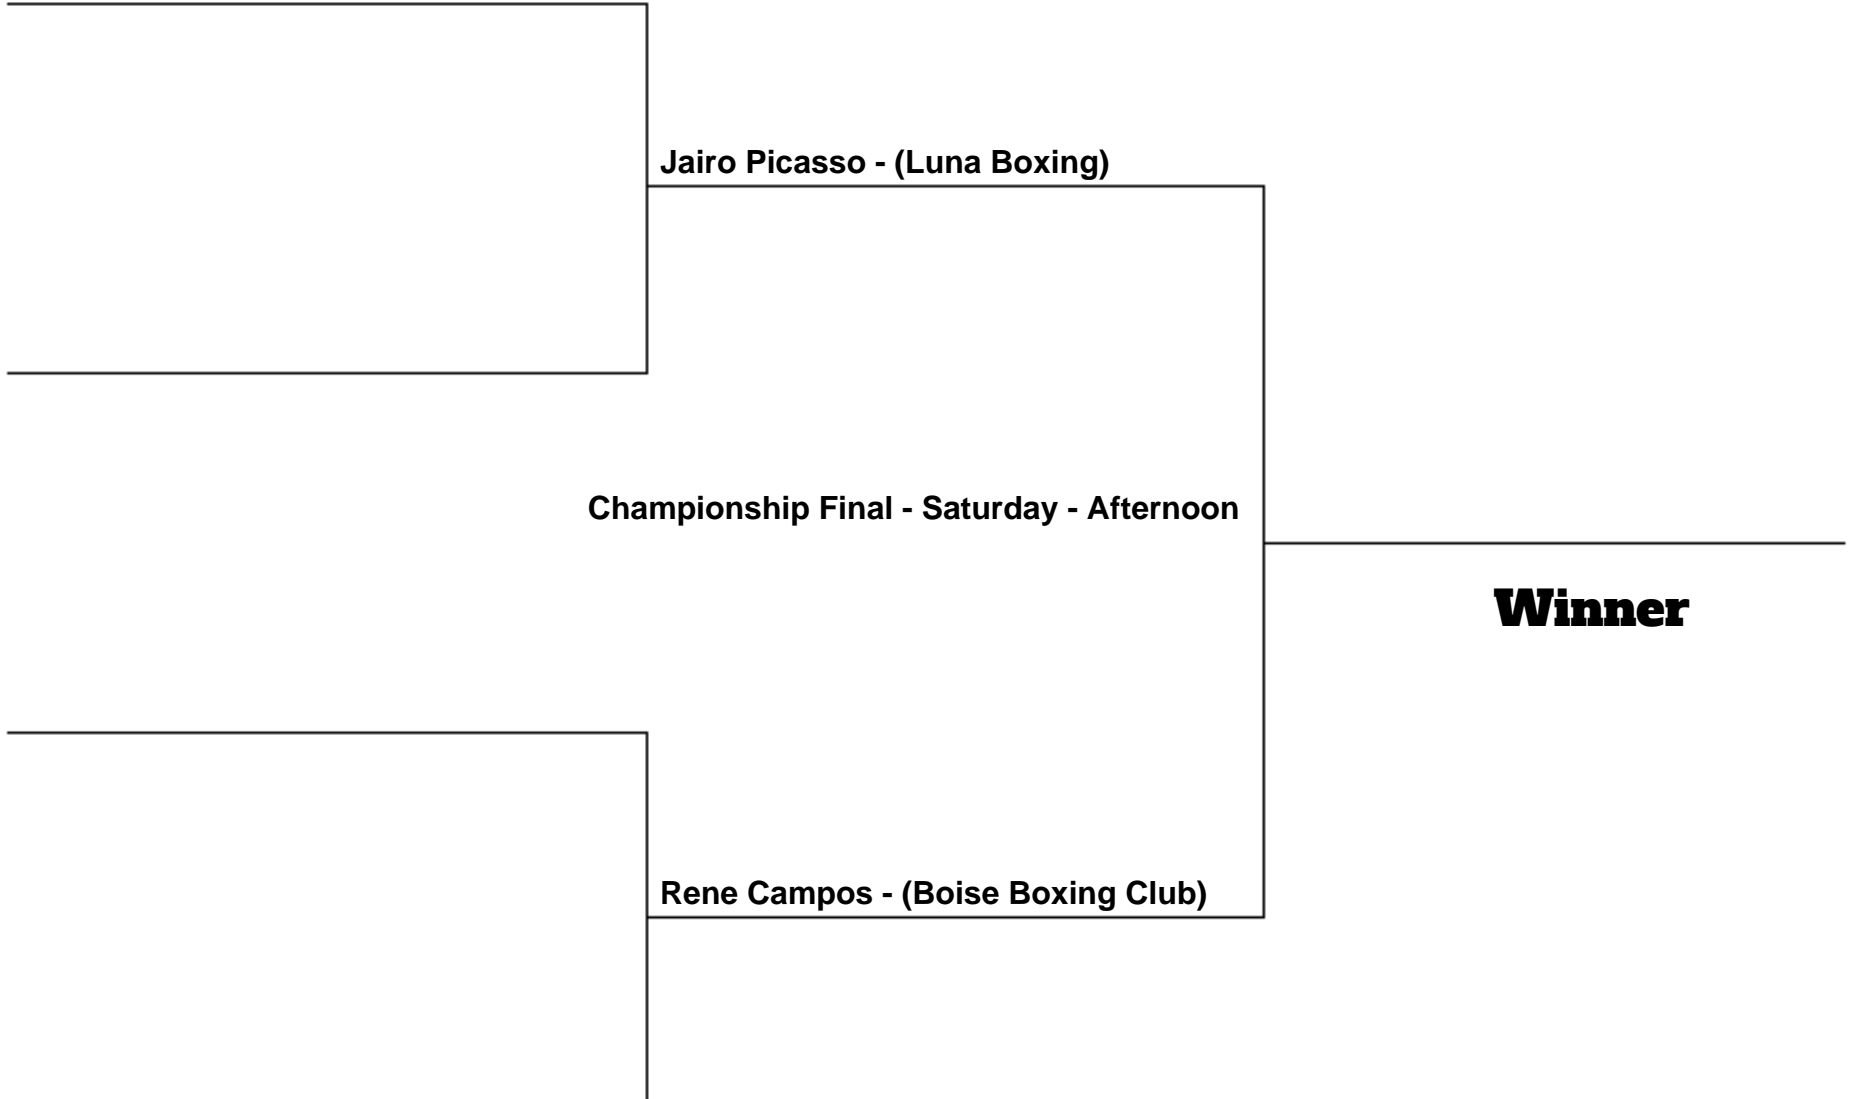 Jairo Picasso - (Luna Boxing)
Championship Final - Saturday - Afternoon
Winner
Rene Campos - (Boise Boxing Club)